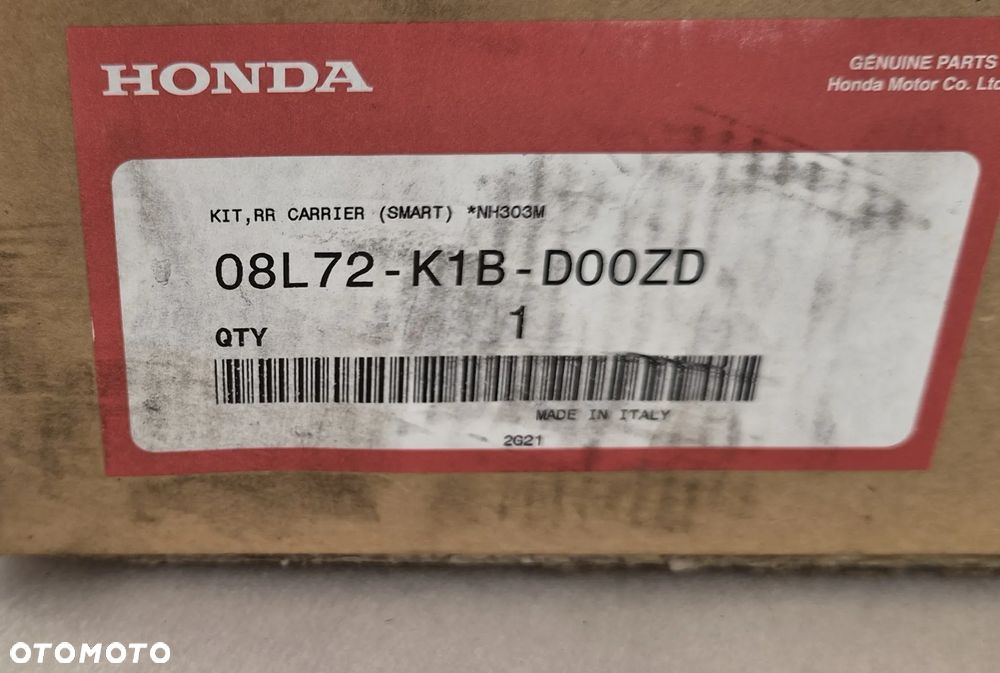 HONDA
GENUINE PARTS
Honda Motor Co. Ltd
KIT,RR CARRIER (SMART) *NH303M
08L72-K1B-D00ZD
1
QTY
MADE IN ITALY
2G21
OTOMOTO